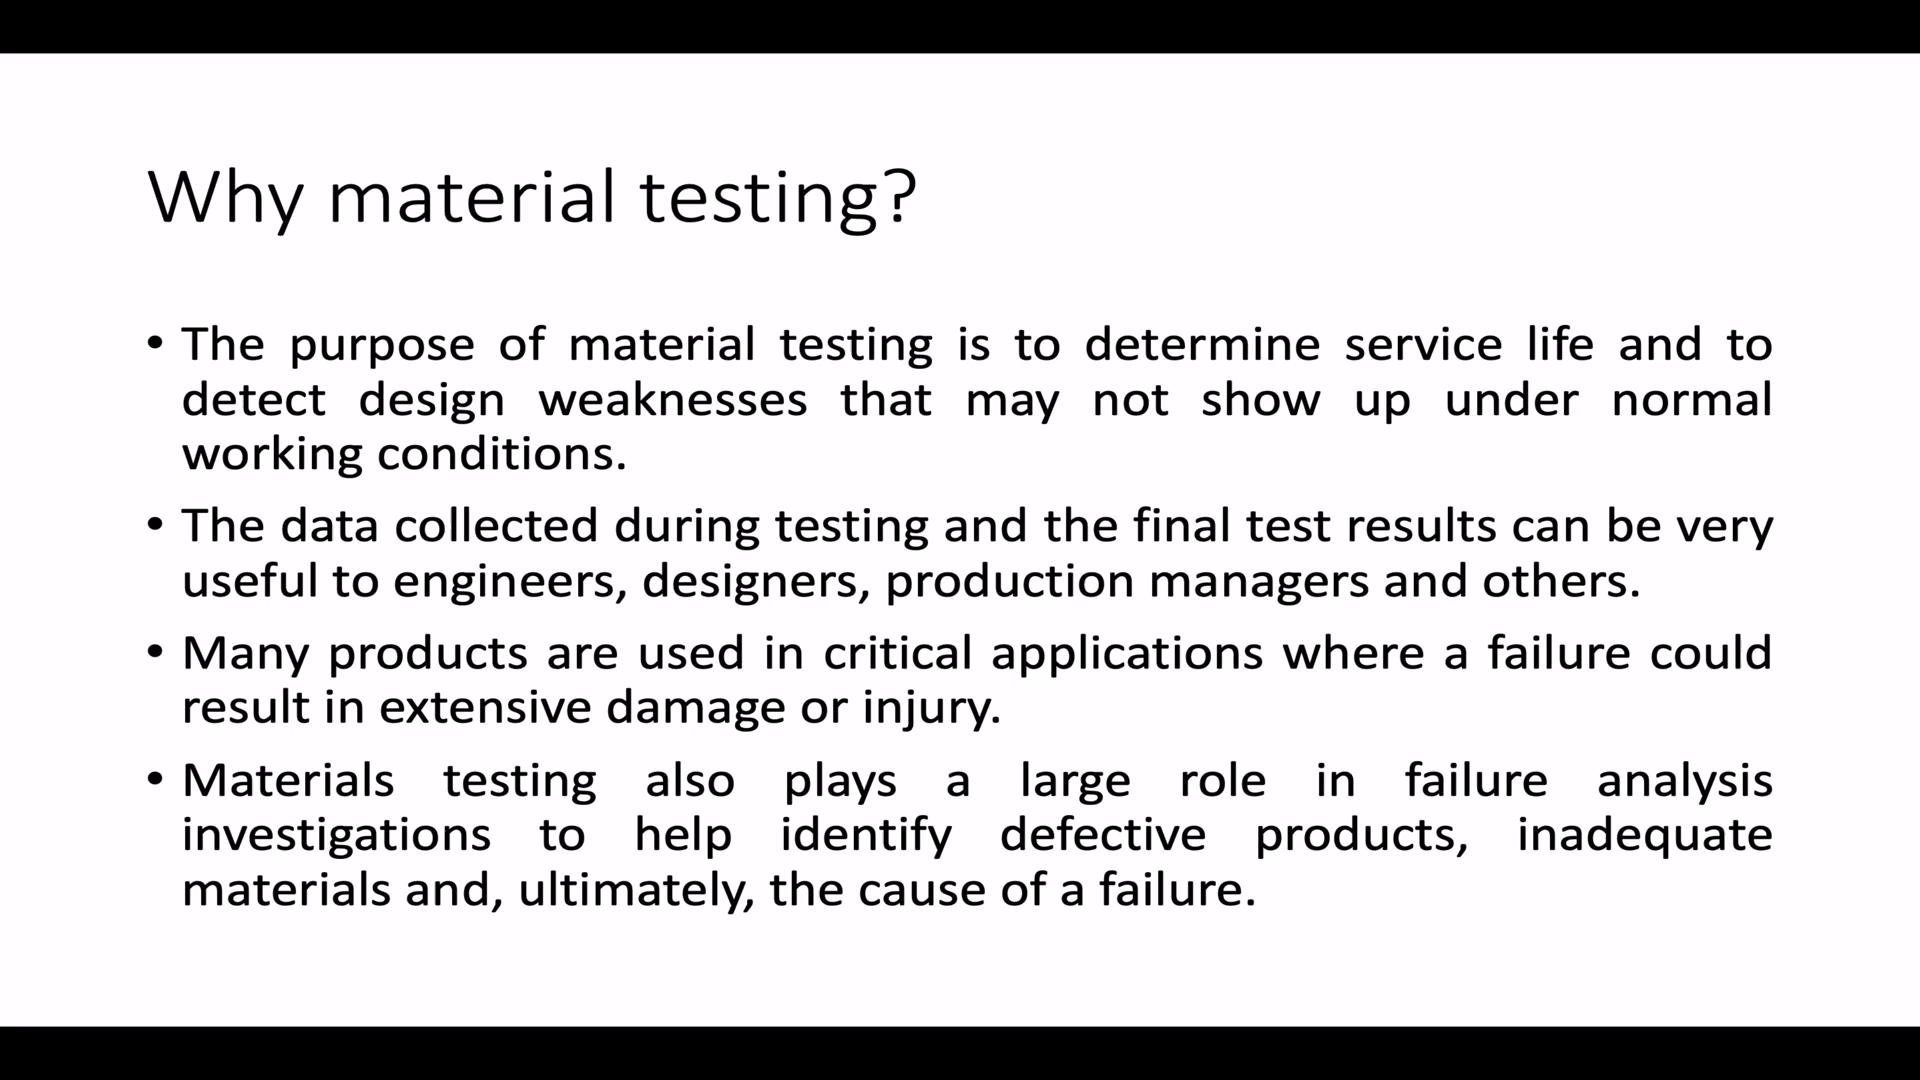 Why material testing?
• The purpose of material testing is to determine service life and to
detect design weaknesses that may not show up under normal
working conditions.
• The data collected during testing and the final test results can be very
useful to engineers, designers, production managers and others.
• Many products are used in critical applications where a failure could
result in extensive damage or injury.
• Materials testing also plays a large role in failure analysis
investigations to help identify defective products, inadequate
materials and, ultimately, the cause of a failure.